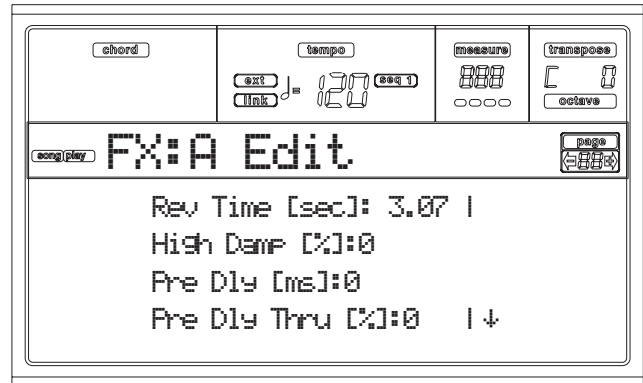 chord tempo measure transpose
ext ♩= 120 seq 1 888 C 0
link octave
song play FX:A Edit page
- 88 +
Rev Time [sec]: 3.07 |
High Damp [%]:0
Pre Dly [ms]:0
Pre Dly Thru [%]:0 |↓